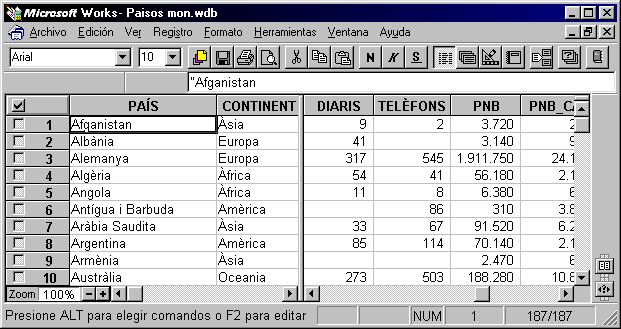 Microsoft Works- Paisos mon.wdb
Archivo Edición Ver Registro Formato Herramientas Ventana Ayuda
Arial 10 N K S
"Afganistan
PAÍS CONTINENT DIARIS TELÈFONS PNB PNB_C
1 Afganistan Àsia 9 2 3.720 2
2 Albània Europa 41 3.140 9
3 Alemanya Europa 317 545 1.911.750 24.1
4 Algèria Àfrica 54 41 56.180 2.1
5 Angola Àfrica 11 8 6.380 6
6 Antígua i Barbuda Amèrica 86 310 3.8
7 Aràbia Saudita Àsia 33 67 91.520 6.2
8 Argentina Amèrica 85 114 70.140 2.1
9 Armènia Àsia 2.470 6
10 Austràlia Oceania 273 503 188.280 10.8
Zoom 100%
Presione ALT para elegir comandos o F2 para editar NUM 1 187/187